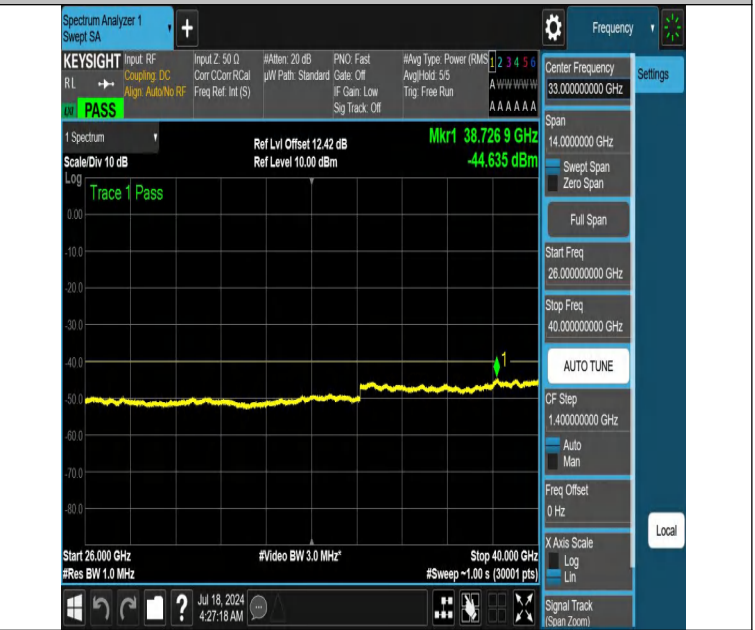 Spectrum Analyzer 1
Swept SA
+
Frequency
KEYSIGHT
RL
PASS
Input: RF
Coupling: DC
Align: Auto/No RF
Input Z: 50 Ω
Corr CCorr RCal
Freq Ref: Int (S)
#Atten: 20 dB
µW Path: Standard
PNO: Fast
Gate: Off
IF Gain: Low
Sig Track: Off
#Avg Type: Power (RMS
Avg|Hold: 5/5
Trig: Free Run
1 2 3 4 5 6
A W W W W W
A A A A A A
1 Spectrum
Scale/Div 10 dB
Ref Lvl Offset 12.42 dB
Ref Level 10.00 dBm
Mkr1 38.726 9 GHz
-44.635 dBm
Log
Trace 1 Pass
0.00
-10.0
-20.0
-30.0
-40.0
-50.0
-60.0
-70.0
-80.0
1
Start 26.000 GHz
#Res BW 1.0 MHz
#Video BW 3.0 MHz*
Stop 40.000 GHz
#Sweep ~1.00 s (30001 pts)
?
Jul 18, 2024
4:27:18 AM
Center Frequency
33.000000000 GHz
Span
14.0000000 GHz
Swept Span
Zero Span
Full Span
Start Freq
26.000000000 GHz
Stop Freq
40.000000000 GHz
AUTO TUNE
CF Step
1.400000000 GHz
Auto
Man
Freq Offset
0 Hz
X Axis Scale
Log
Lin
Signal Track
(Span Zoom)
Settings
Local